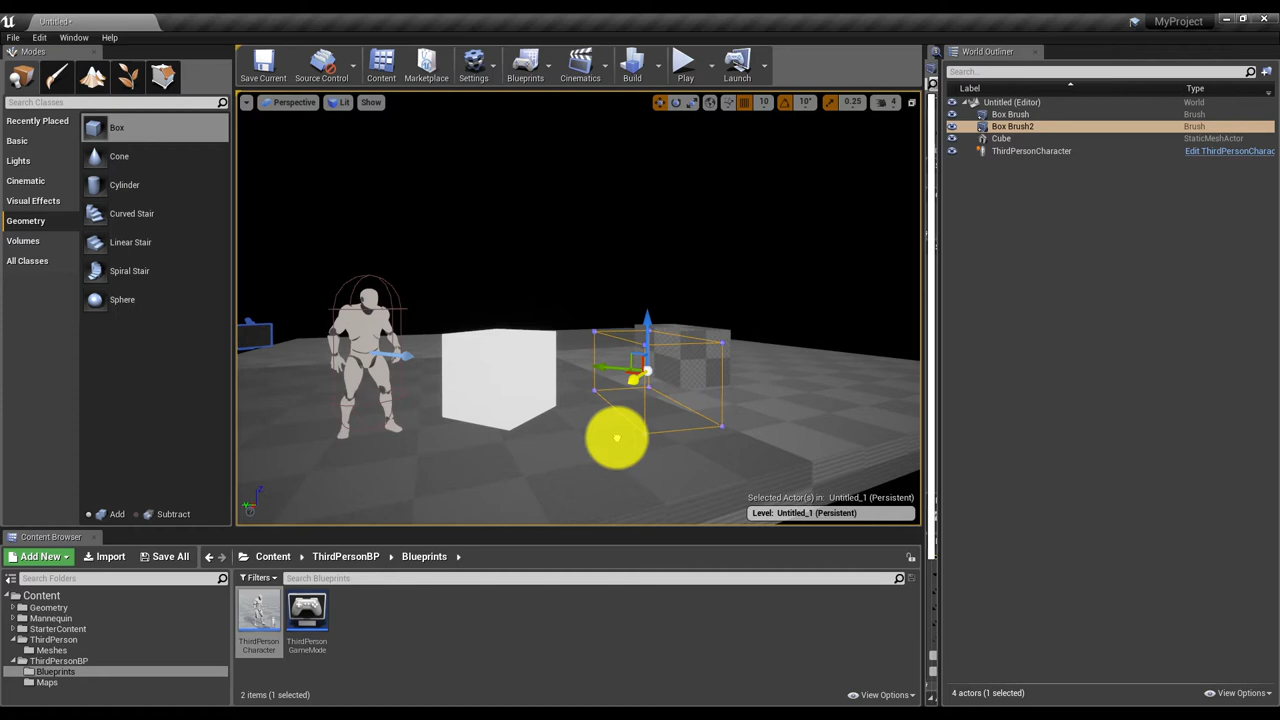 Untitled*
MyProject
File Edit Window Help
Modes
Search Classes
Recently Placed
Basic
Lights
Cinematic
Visual Effects
Geometry
Volumes
All Classes
Box
Cone
Cylinder
Curved Stair
Linear Stair
Spiral Stair
Sphere
Add Subtract
Save Current Source Control Content Marketplace Settings Blueprints Cinematics Build Play Launch
Perspective Lit Show 10 10° 0.25 4
Selected Actor(s) in: Untitled_1 (Persistent)
Level: Untitled_1 (Persistent)
World Outliner
Search...
Label Type
Untitled (Editor) World
Box Brush Brush
Box Brush2 Brush
Cube StaticMeshActor
ThirdPersonCharacter Edit ThirdPersonCharac
4 actors (1 selected) View Options
Content Browser
Add New Import Save All Content ThirdPersonBP Blueprints
Search Folders
Filters Search Blueprints
Content
Geometry
Mannequin
StarterContent
ThirdPerson
Meshes
ThirdPersonBP
Blueprints
Maps
ThirdPerson
Character
ThirdPerson
GameMode
2 items (1 selected) View Options